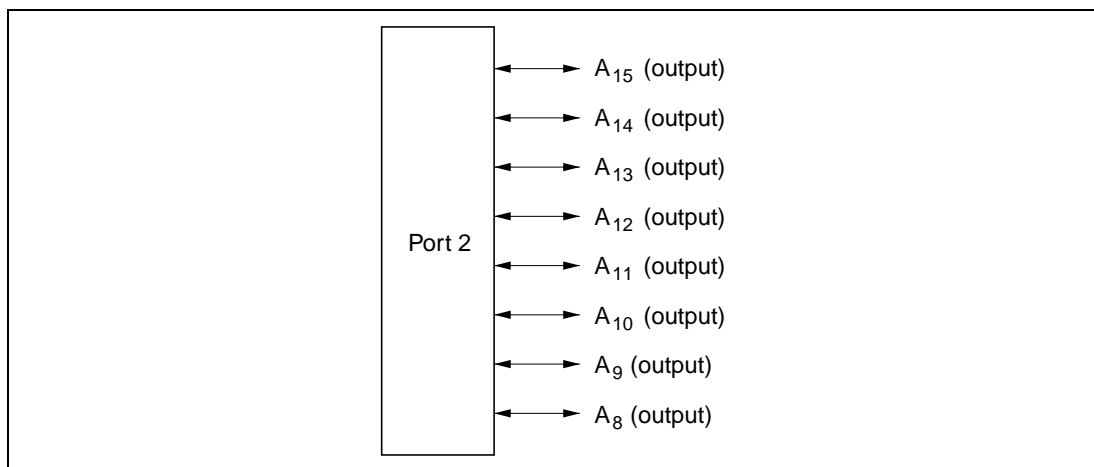 A15 (output)
A14 (output)
A13 (output)
A12 (output)
Port 2
A11 (output)
A10 (output)
A9 (output)
A8 (output)